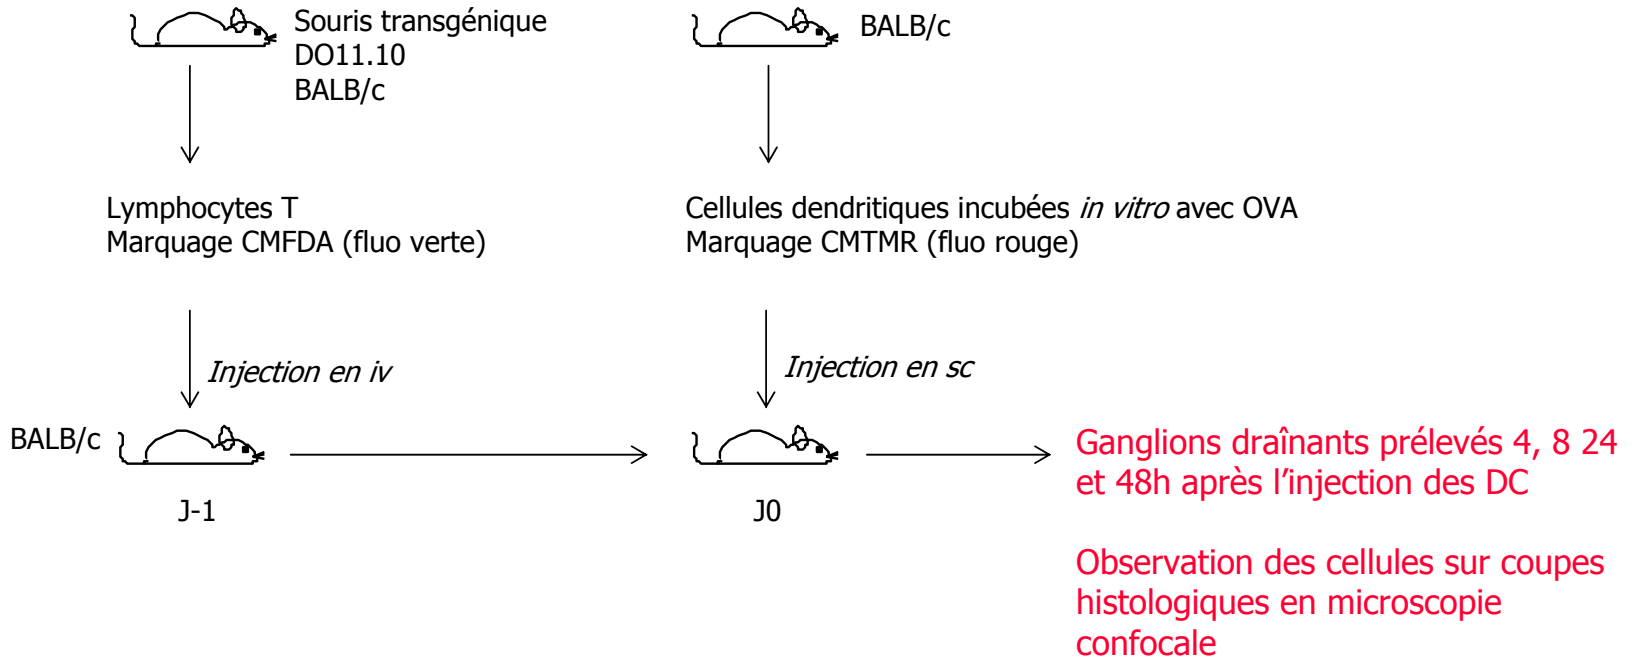 Souris transgénique
DO11.10
BALB/c
BALB/c
Lymphocytes T
Marquage CMFDA (fluo verte)
Cellules dendritiques incubées in vitro avec OVA
Marquage CMTMR (fluo rouge)
Injection en iv
Injection en sc
BALB/c
J-1
J0
Ganglions draînants prélevés 4, 8 24
et 48h après l'injection des DC
Observation des cellules sur coupes
histologiques en microscopie
confocale